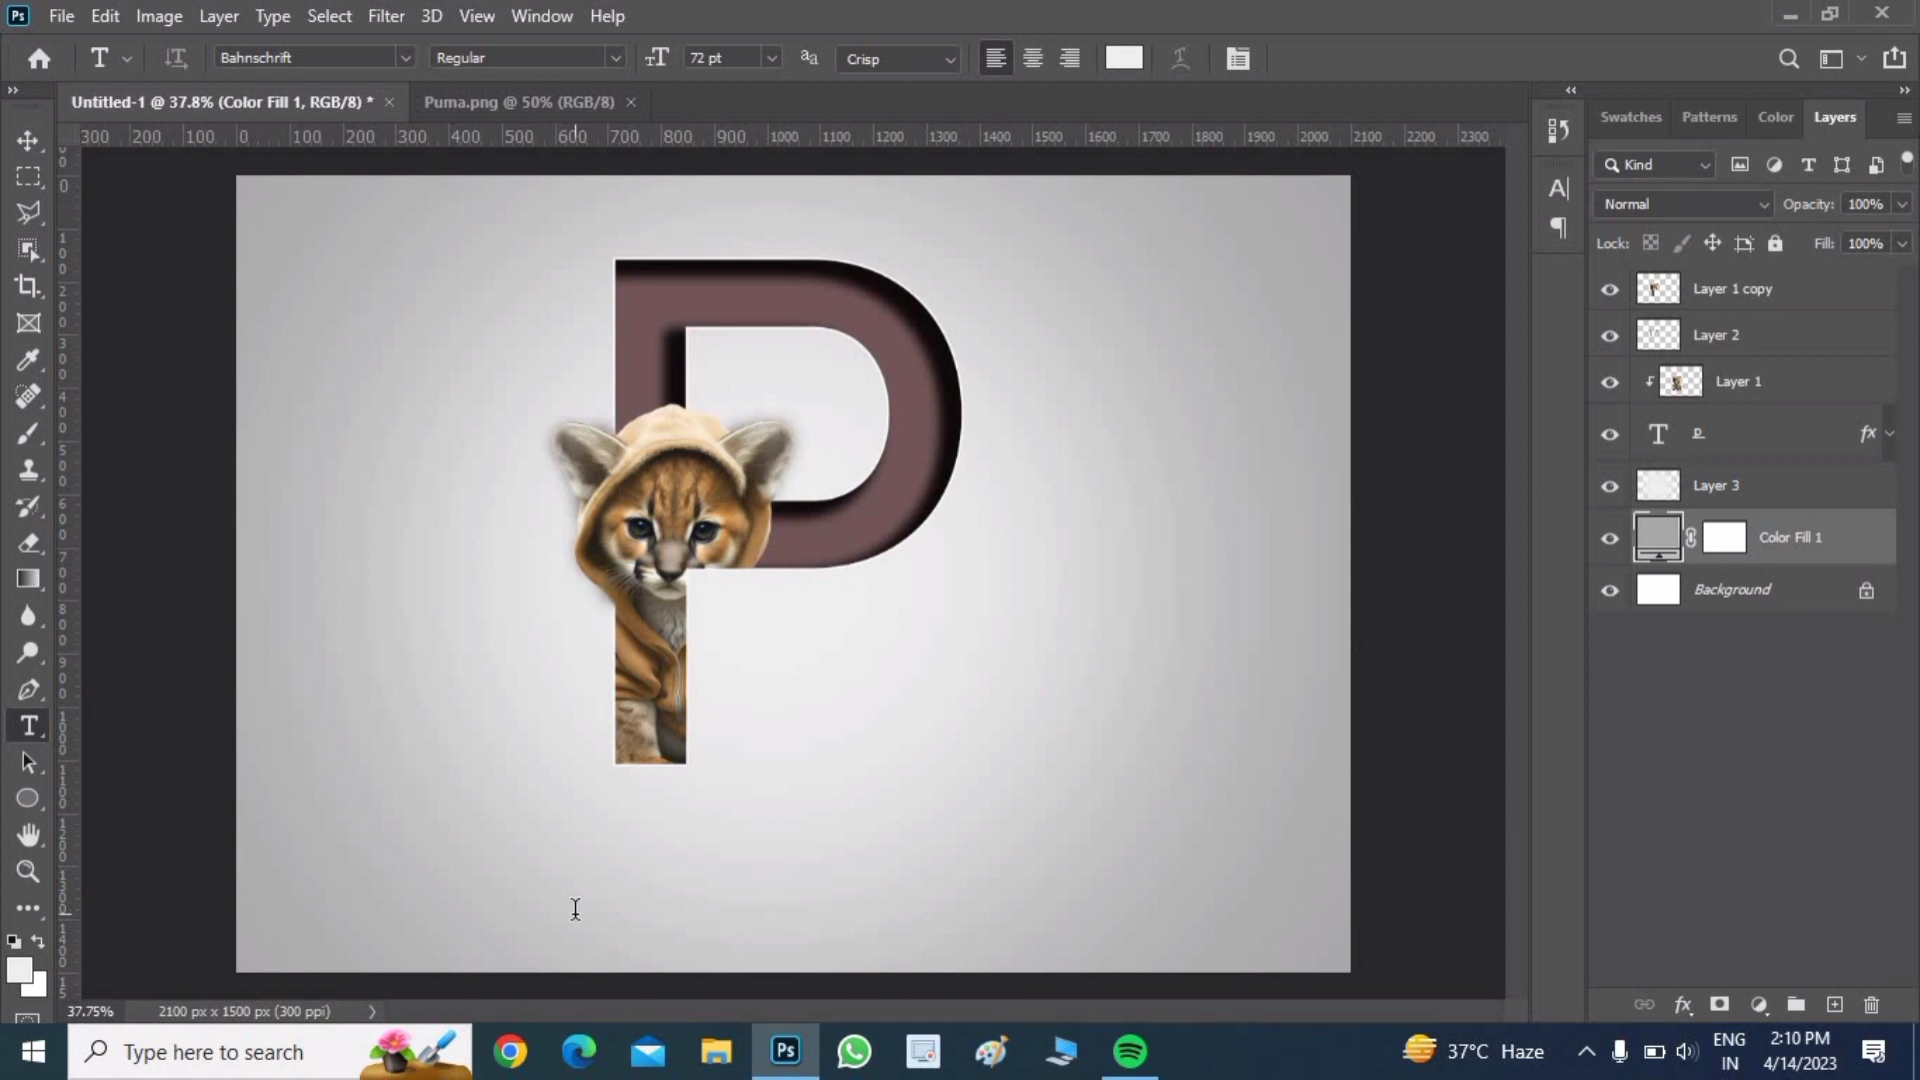 Ps File Edit Image Layer Type Select Filter 3D View Window Help
T Bahnschrift Regular 72 pt Crisp
Untitled-1 @ 37.8% (Color Fill 1, RGB/8) * × Puma.png @ 50% (RGB/8) ×
300 200 100 0 100 200 300 400 500 600 700 800 900 1000 1100 1200 1300 1400 1500 1600 1700 1800 1900 2000 2100 2200 2300
Swatches Patterns Color Layers
Kind
Normal Opacity: 100%
Lock: Fill: 100%
Layer 1 copy
Layer 2
Layer 1
T p fx
Layer 3
Color Fill 1
Background
P
37.75% 2100 px x 1500 px (300 ppi)
Type here to search
Ps
37°C Haze
ENG
IN
2:10 PM
4/14/2023